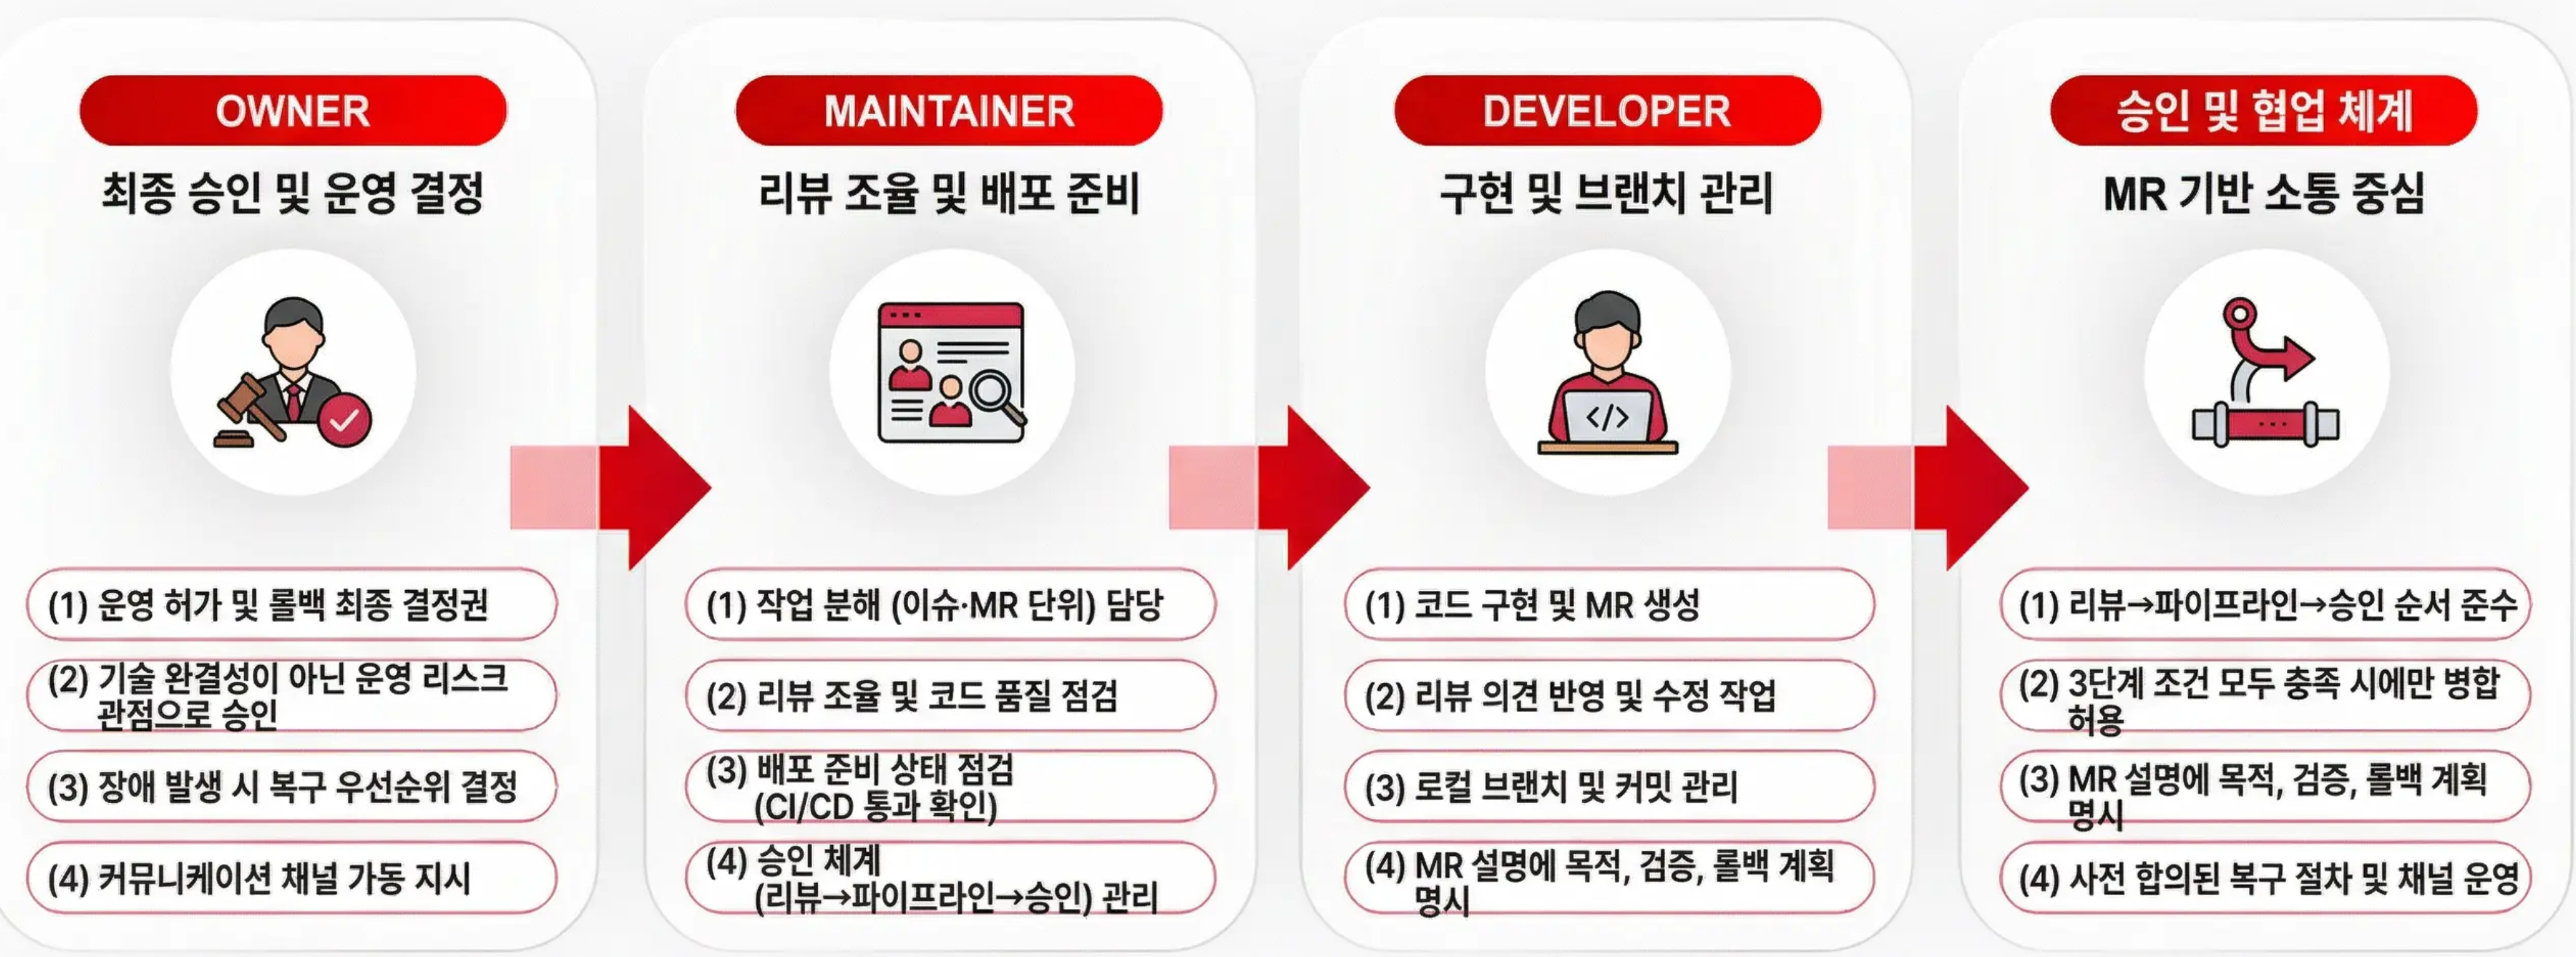 OWNER
최종 승인 및 운영 결정
(1) 운영 허가 및 롤백 최종 결정권
(2) 기술 완결성이 아닌 운영 리스크
관점으로 승인
(3) 장애 발생 시 복구 우선순위 결정
(4) 커뮤니케이션 채널 가동 지시
MAINTAINER
리뷰 조율 및 배포 준비
(1) 작업 분해 (이슈·MR 단위) 담당
(2) 리뷰 조율 및 코드 품질 점검
(3) 배포 준비 상태 점검
(CI/CD 통과 확인)
(4) 승인 체계
(리뷰→파이프라인→승인) 관리
DEVELOPER
구현 및 브랜치 관리
</>
(1) 코드 구현 및 MR 생성
(2) 리뷰 의견 반영 및 수정 작업
(3) 로컬 브랜치 및 커밋 관리
(4) MR 설명에 목적, 검증, 롤백 계획
명시
승인 및 협업 체계
MR 기반 소통 중심
(1) 리뷰→파이프라인→승인 순서 준수
(2) 3단계 조건 모두 충족 시에만 병합
허용
(3) MR 설명에 목적, 검증, 롤백 계획
명시
(4) 사전 합의된 복구 절차 및 채널 운영